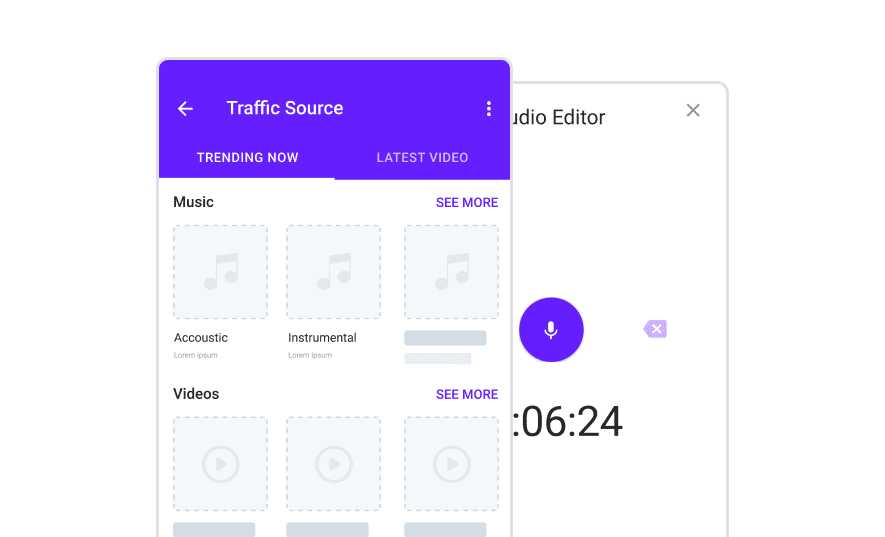 Traffic Source
TRENDING NOW
LATEST VIDEO
Music
SEE MORE
Accoustic
Instrumental
Lorem ipsum
Lorem ipsum
Videos
SEE MORE
udio Editor
:06:24